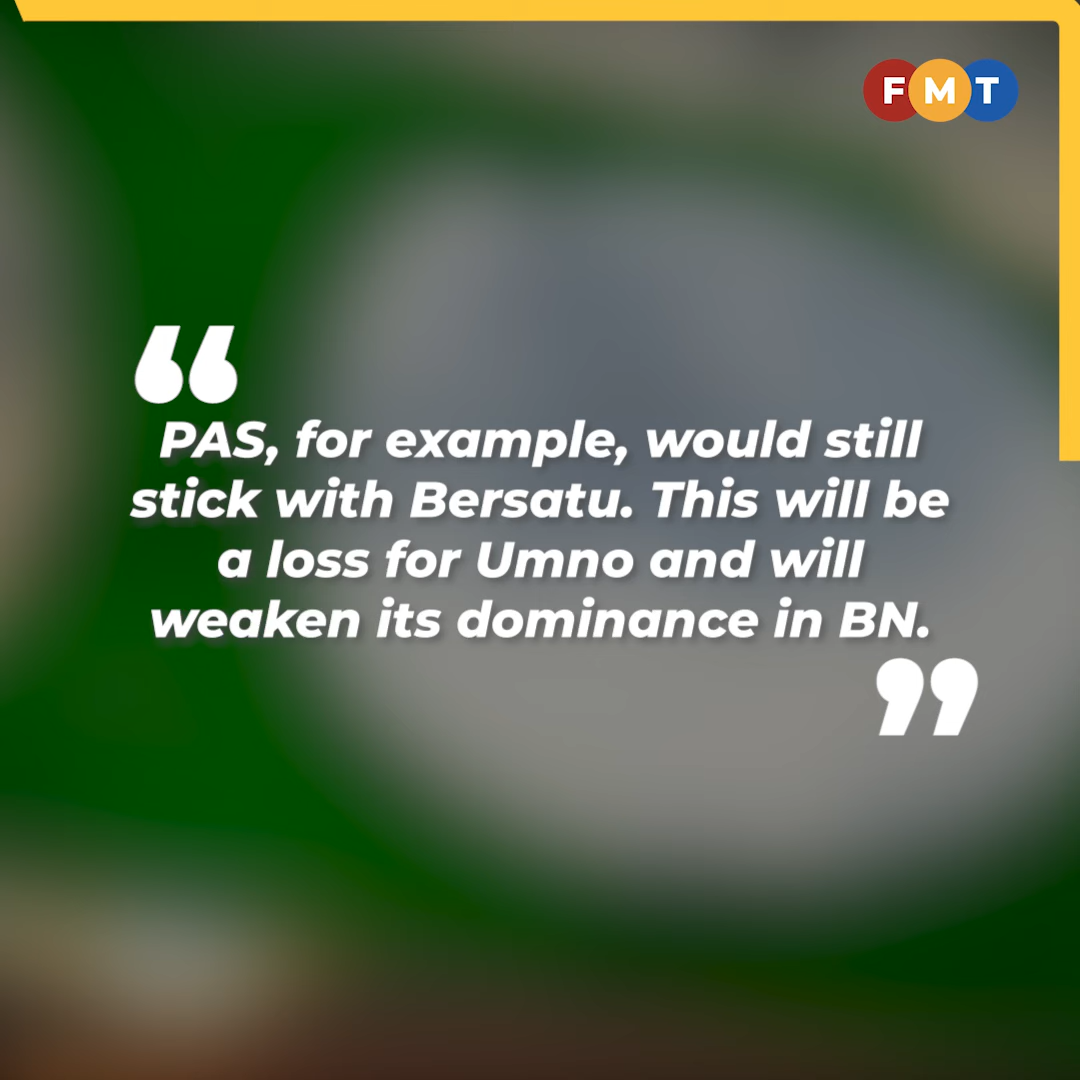 FMT
“
PAS, for example, would still
stick with Bersatu. This will be
a loss for Umno and will
weaken its dominance in BN.
”